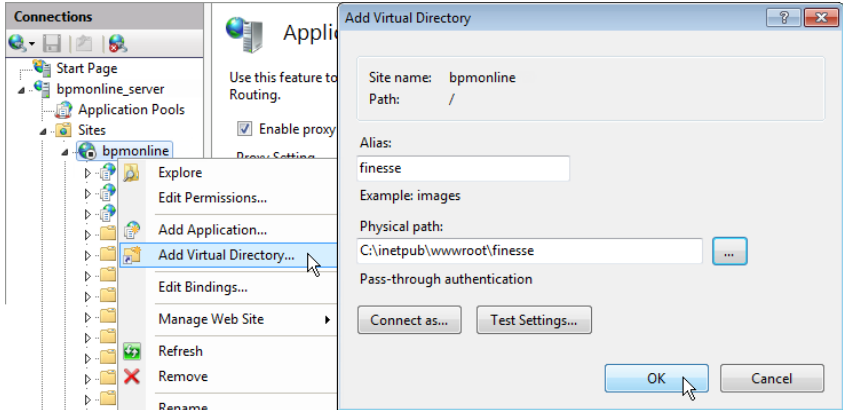 Connections
Start Page
bpmonline_server
Application Pools
Sites
bpmonline
Explore
Edit Permissions...
Add Application...
Add Virtual Directory...
Edit Bindings...
Manage Web Site
Refresh
Remove
Rename
Appli
Use this feature to
Routing.
Enable proxy
Proxy Setting
Add Virtual Directory
Site name: bpmonline
Path: /
Alias:
finesse
Example: images
Physical path:
C:\inetpub\wwwroot\finesse
...
Pass-through authentication
Connect as... Test Settings...
OK Cancel